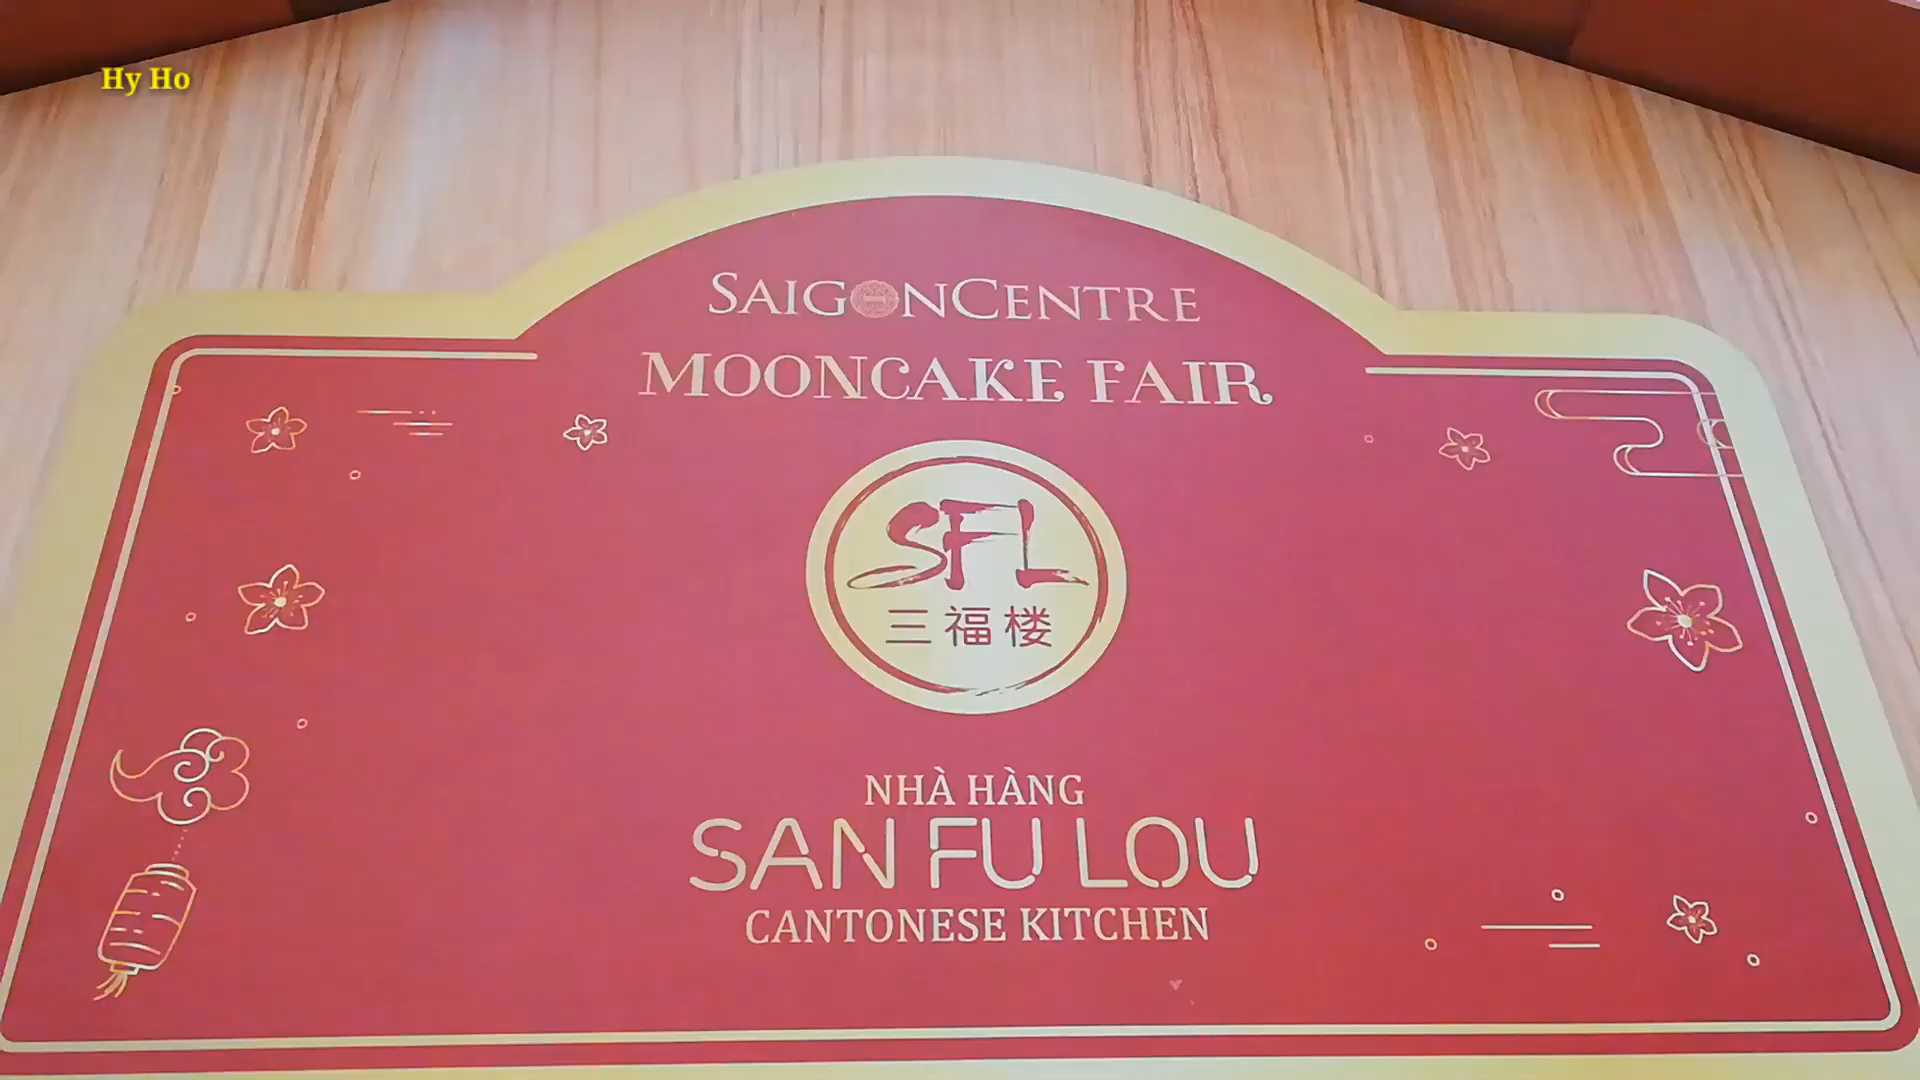 Hy Ho
SAIGONCENTRE
MOONCAKE FAIR
SFL
三福楼
NHÀ HÀNG
SAN FU LOU
CANTONESE KITCHEN